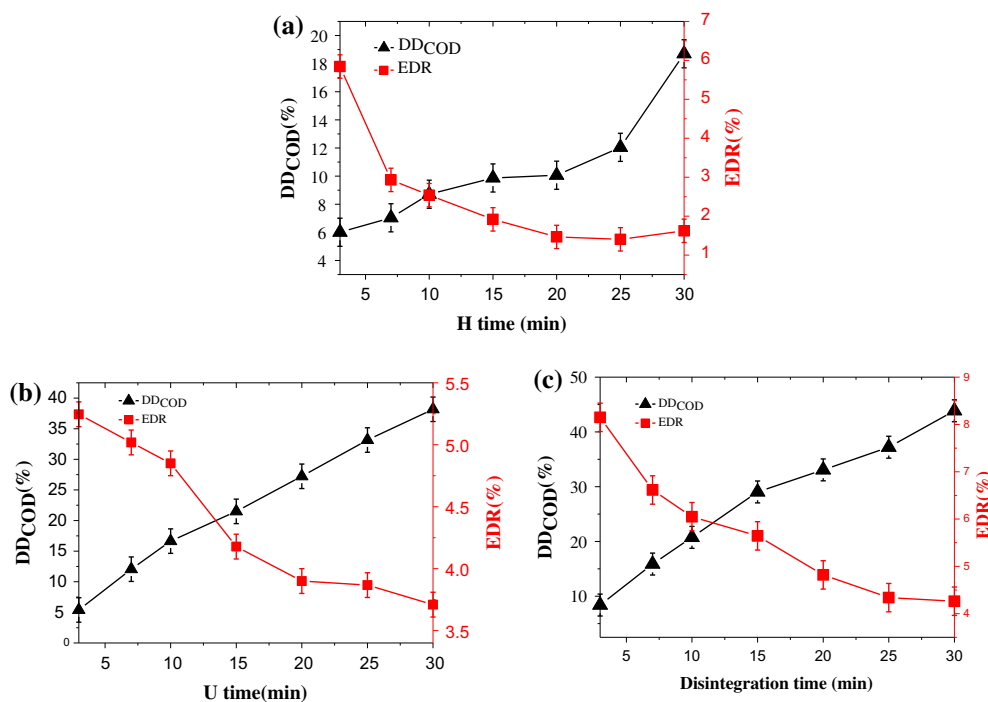 (a)
DDCOD
EDR
20
18
16
14
12
10
8
6
4
DDCOD(%)
7
6
5
4
3
2
1
EDR(%)
5 10 15 20 25 30
H time (min)
(b)
DDCOD
EDR
40
35
30
25
20
15
10
5
0
DDCOD(%)
5.5
5.0
4.5
4.0
3.5
EDR(%)
5 10 15 20 25 30
U time(min)
(c)
DDCOD
EDR
50
40
30
20
10
DDCOD(%)
9
8
7
6
5
4
EDR(%)
5 10 15 20 25 30
Disintegration time (min)